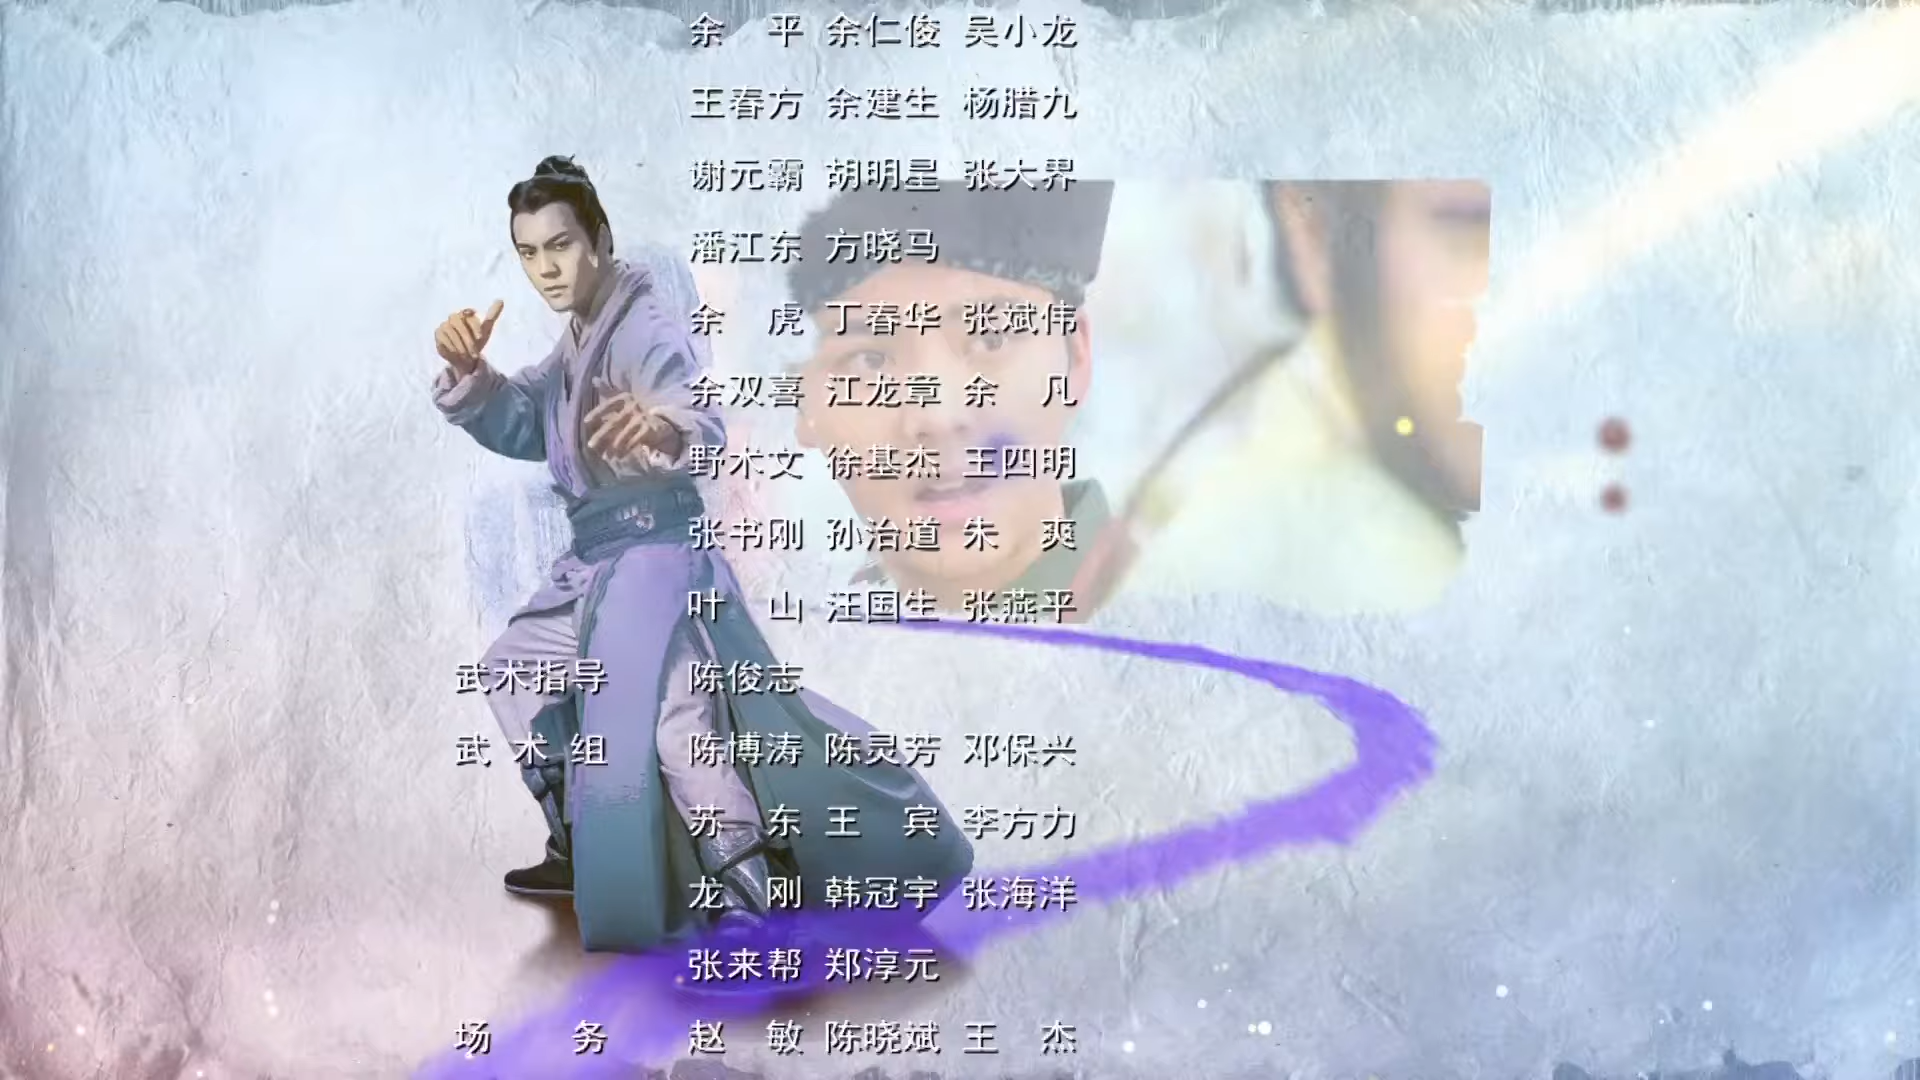 余　平 余仁俊 吴小龙
王春方 余建生 杨腊九
谢元霸 胡明星 张大界
潘江东 方晓马
余　虎 丁春华 张斌伟
余双喜 江龙章 余　凡
野术文 徐基杰 王四明
张书刚 孙治道 朱　爽
叶　山 汪国生 张燕平
武术指导 陈俊志
武 术 组 陈博涛 陈灵芳 邓保兴
苏　东 王　宾 李方力
龙　刚 韩冠宇 张海洋
张来帮 郑淳元
场　　务 赵　敏 陈晓斌 王　杰